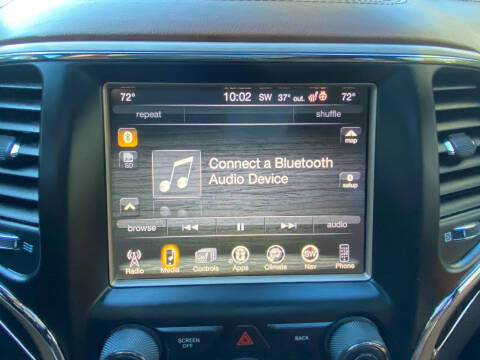 72° 10:02 SW 37° out. 72°
repeat shuffle
SD
map
Connect a Bluetooth
Audio Device
setup
browse audio
Radio Media Controls Apps Climate Nav Phone
SCREEN
OFF
BACK